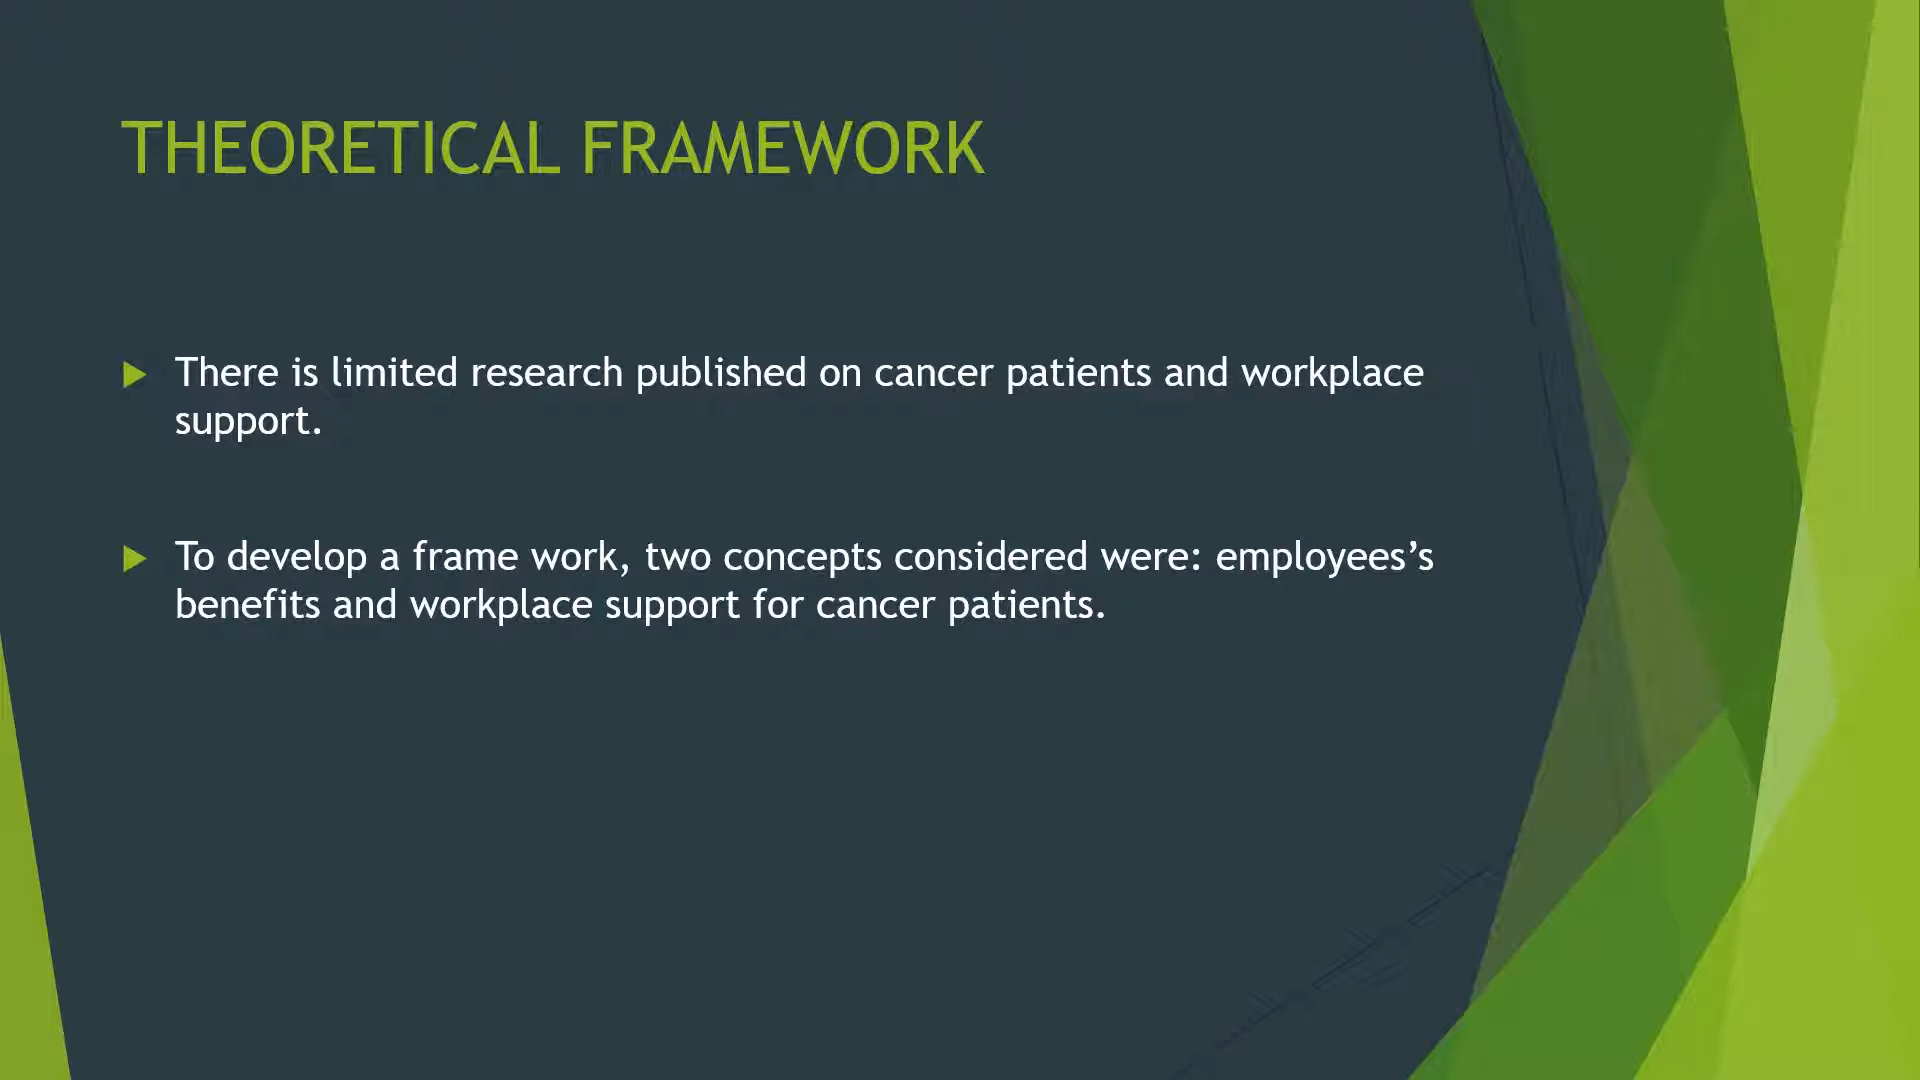 THEORETICAL FRAMEWORK
There is limited research published on cancer patients and workplace
support.
To develop a frame work, two concepts considered were: employees’s
benefits and workplace support for cancer patients.